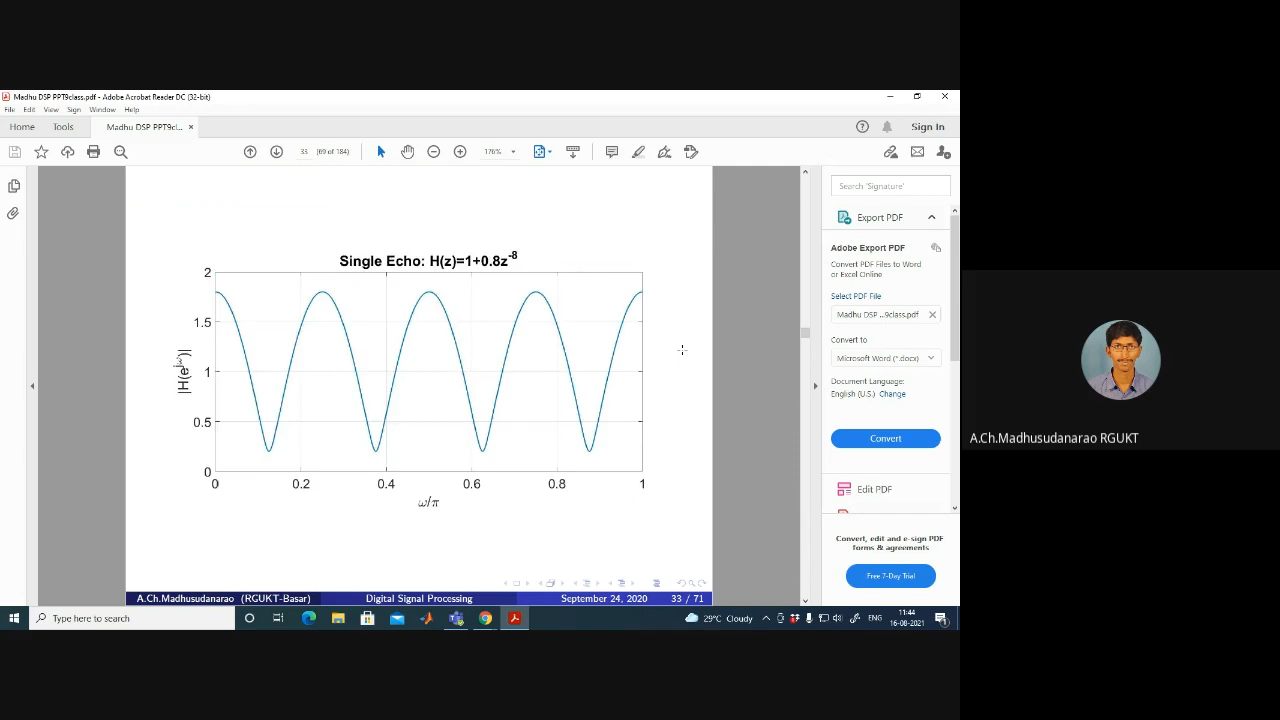 Madhu DSP PPT9class.pdf - Adobe Acrobat Reader DC (32-bit)
File Edit View Sign Window Help
Home Tools Madhu DSP PPT9cl... × Sign In
33 (69 of 184) 176%
Search 'Signature'
Export PDF
Adobe Export PDF
Convert PDF Files to Word
or Excel Online
Select PDF File
Madhu DSP ...9class.pdf
Convert to
Microsoft Word (*.docx)
Document Language:
English (U.S.) Change
Convert
Edit PDF
Convert, edit and e-sign PDF
forms & agreements
Free 7-Day Trial
Single Echo: H(z)=1+0.8z⁻⁸
2
1.5
1
0.5
0
|H(e^jω)|
0 0.2 0.4 0.6 0.8 1
ω/π
A.Ch.Madhusudanarao (RGUKT-Basar) Digital Signal Processing September 24, 2020 33 / 71
Type here to search
29°C Cloudy ENG 11:44
16-08-2021
A.Ch.Madhusudanarao RGUKT